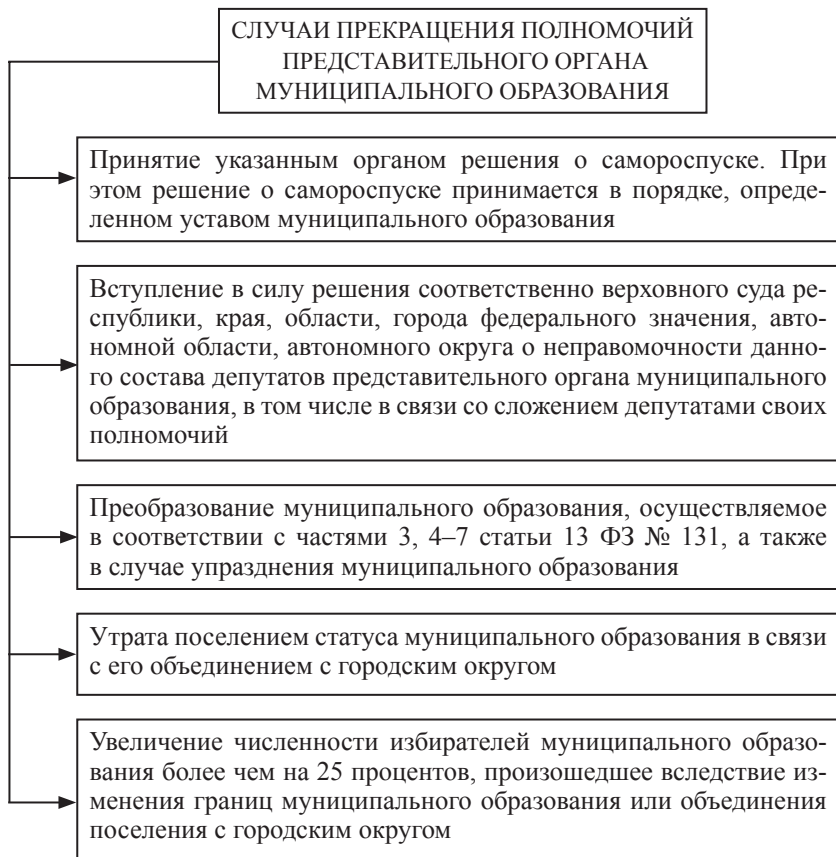 СЛУЧАИ ПРЕКРАЩЕНИЯ ПОЛНОМОЧИЙ
ПРЕДСТАВИТЕЛЬНОГО ОРГАНА
МУНИЦИПАЛЬНОГО ОБРАЗОВАНИЯ
Принятие указанным органом решения о самороспуске. При
этом решение о самороспуске принимается в порядке, опреде-
ленном уставом муниципального образования
Вступление в силу решения соответственно верховного суда ре-
спублики, края, области, города федерального значения, авто-
номной области, автономного округа о неправомочности данно-
го состава депутатов представительного органа муниципального
образования, в том числе в связи со сложением депутатами своих
полномочий
Преобразование муниципального образования, осуществляемое
в соответствии с частями 3, 4–7 статьи 13 ФЗ № 131, а также
в случае упразднения муниципального образования
Утрата поселением статуса муниципального образования в связи
с его объединением с городским округом
Увеличение численности избирателей муниципального образо-
вания более чем на 25 процентов, произошедшее вследствие из-
менения границ муниципального образования или объединения
поселения с городским округом